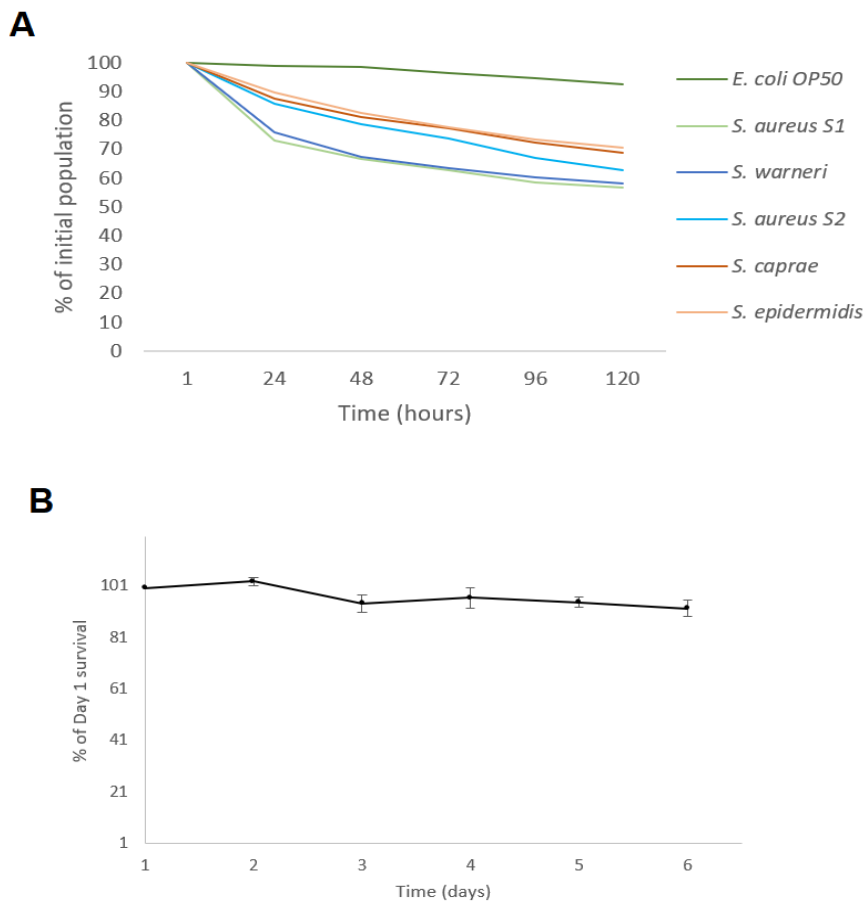 A
100
90
80
70
60
50
40
30
20
10
0
% of initial population
1 24 48 72 96 120
Time (hours)
E. coli OP50
S. aureus S1
S. warneri
S. aureus S2
S. caprae
S. epidermidis
B
101
81
61
41
21
1
% of Day 1 survival
1 2 3 4 5 6
Time (days)